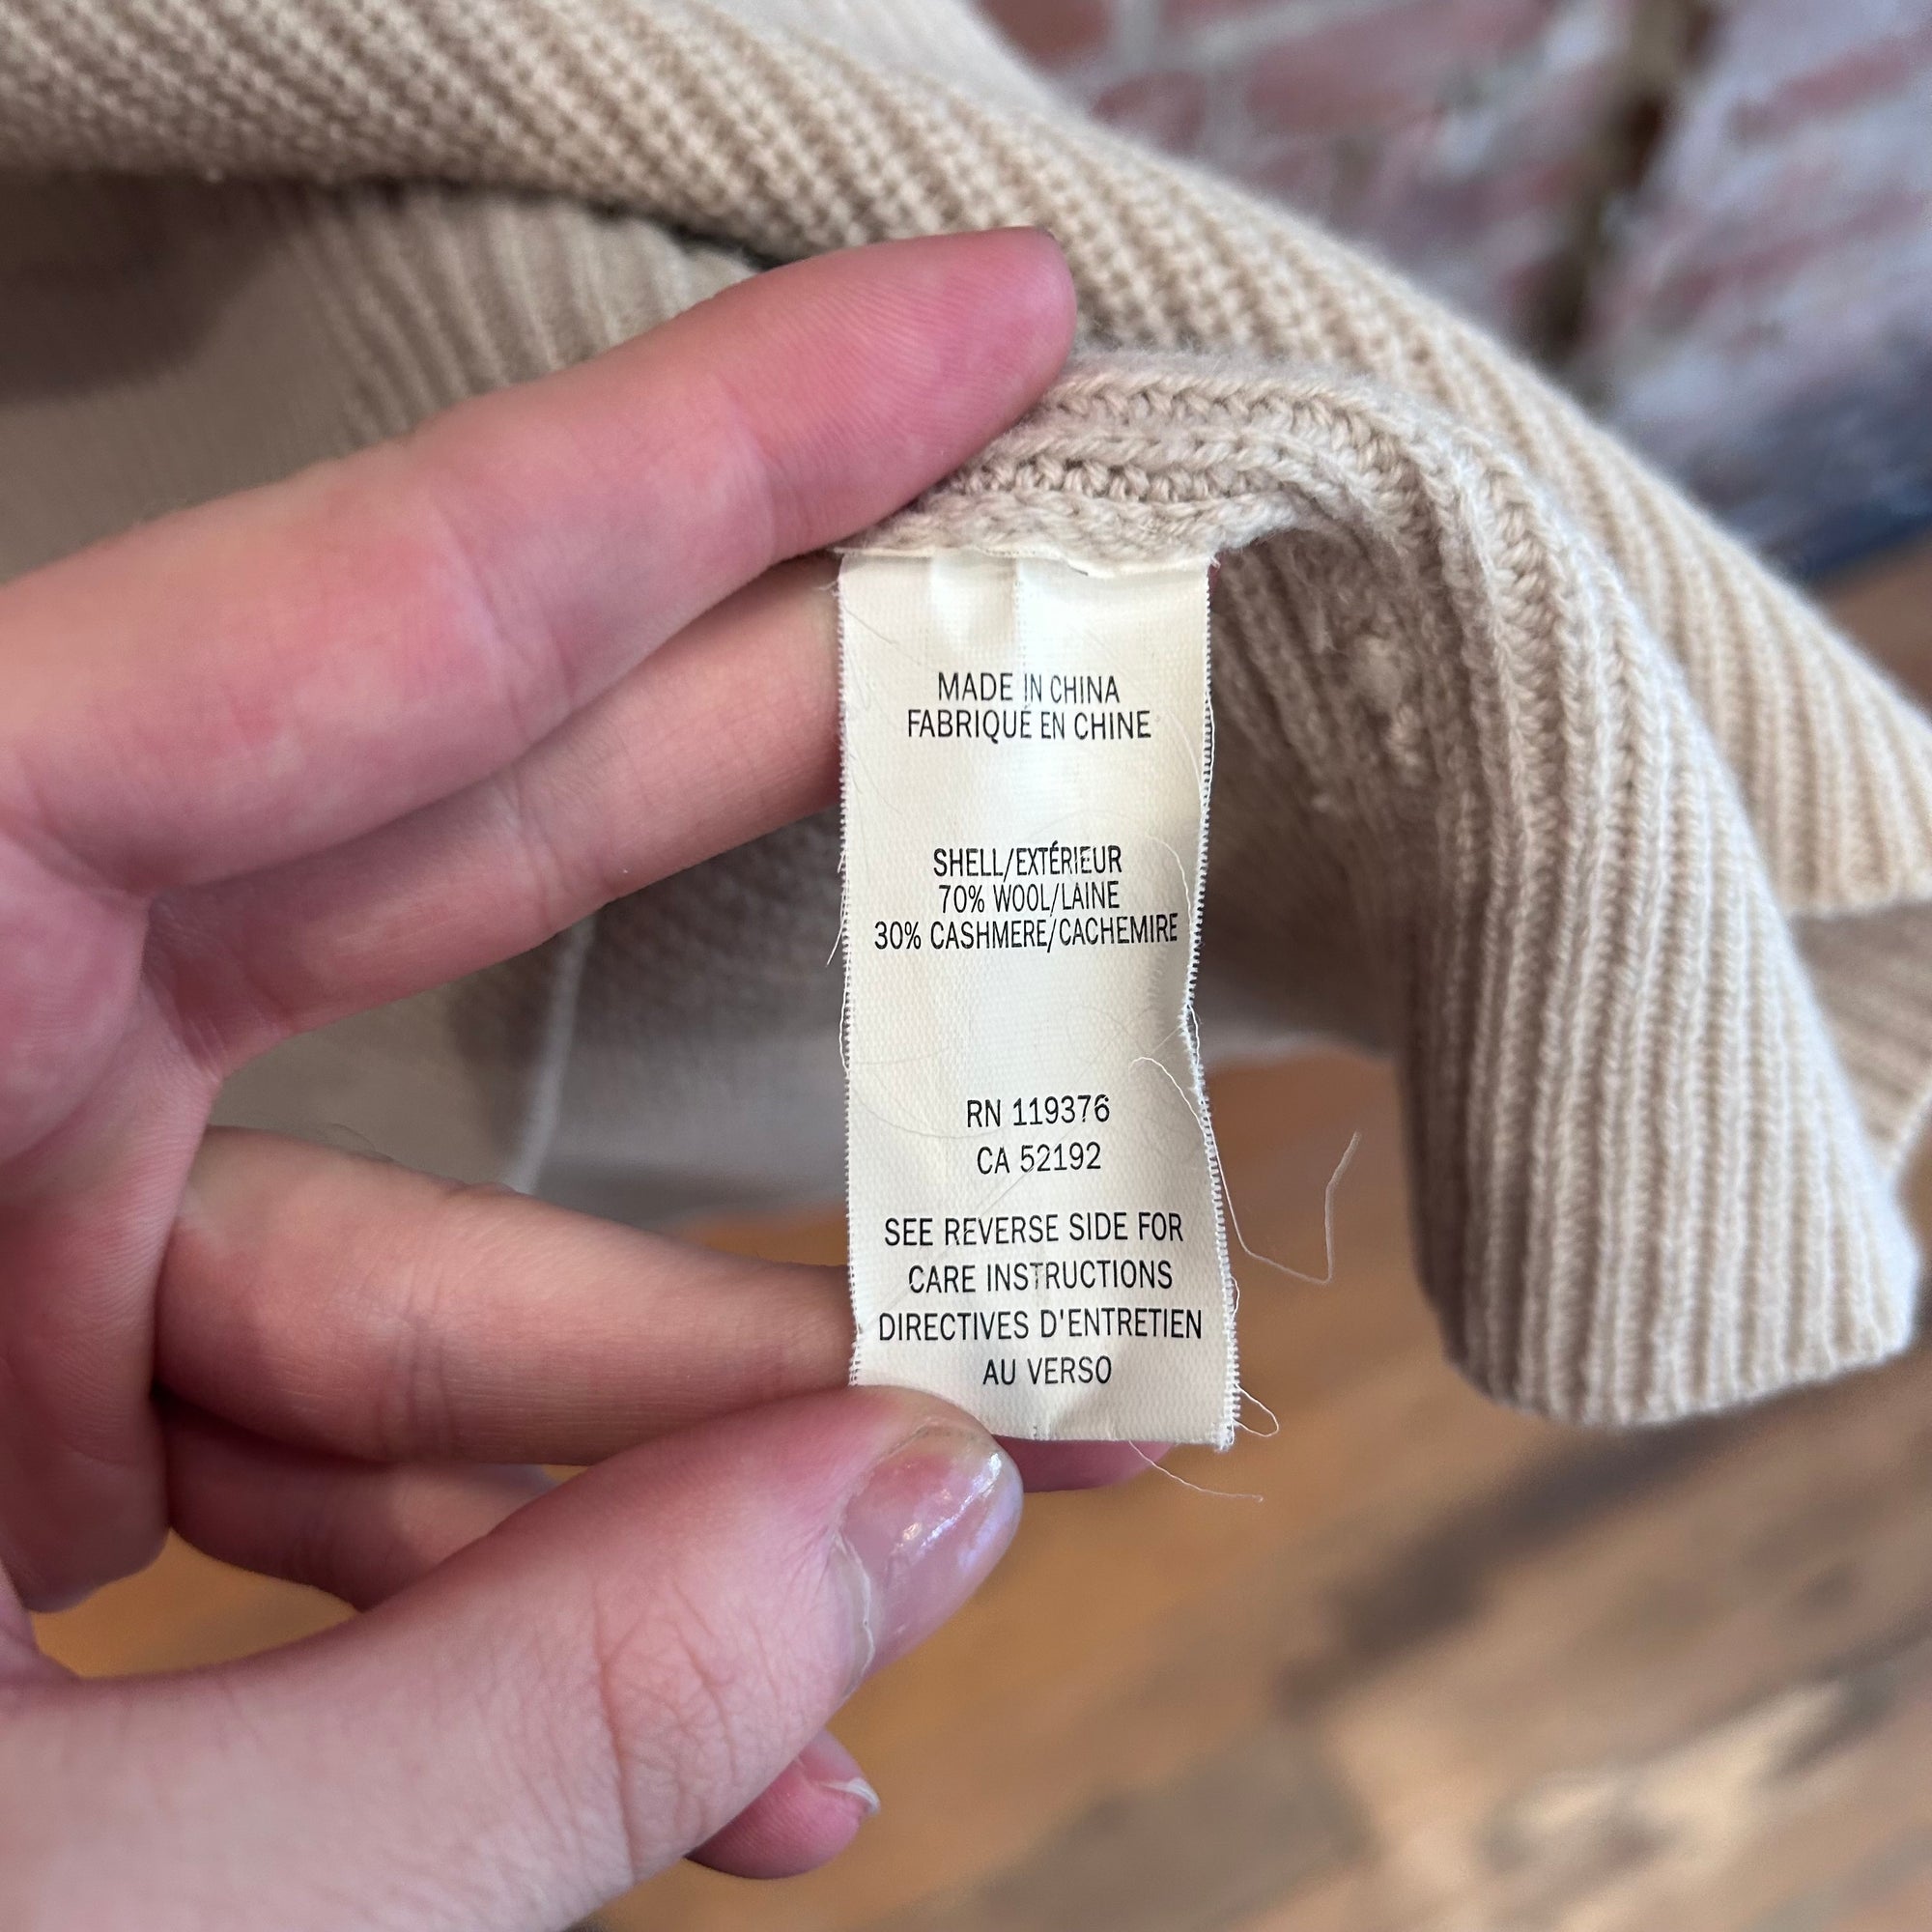 MADE IN CHINA
FABRIQUÉ EN CHINE
SHELL/EXTÉRIEUR
70% WOOL/LAINE
30% CASHMERE/CACHEMIRE
RN 119376
CA 52192
SEE REVERSE SIDE FOR
CARE INSTRUCTIONS
DIRECTIVES D'ENTRETIEN
AU VERSO